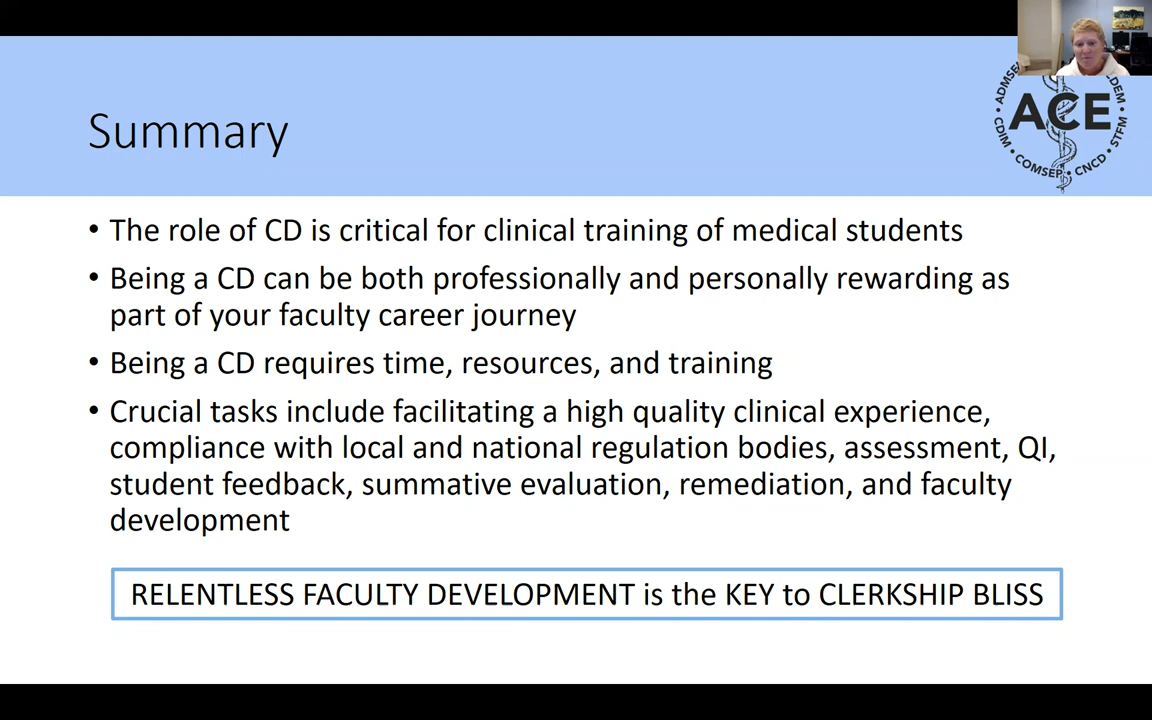 Summary
ADMSE
DEM
ACE
CDIM • COMSEP • CNCD • STFM
• The role of CD is critical for clinical training of medical students
• Being a CD can be both professionally and personally rewarding as
part of your faculty career journey
• Being a CD requires time, resources, and training
• Crucial tasks include facilitating a high quality clinical experience,
compliance with local and national regulation bodies, assessment, QI,
student feedback, summative evaluation, remediation, and faculty
development
RELENTLESS FACULTY DEVELOPMENT is the KEY to CLERKSHIP BLISS